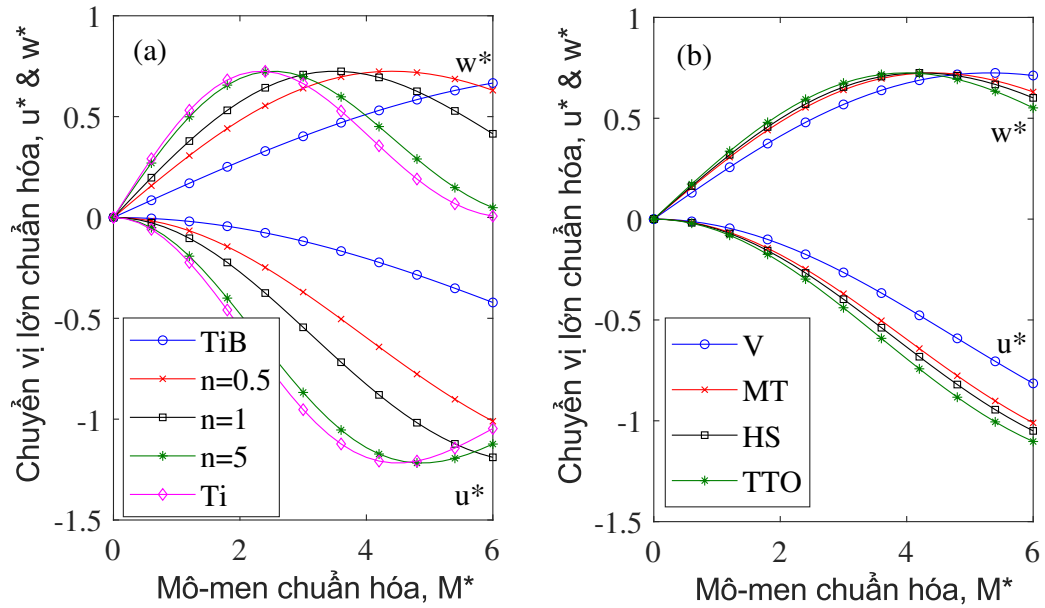 (a)
w*
u*
Chuyển vị lớn chuẩn hóa, u* & w*
1
0.5
0
-0.5
-1
-1.5
TiB
n=0.5
n=1
n=5
Ti
0
2
4
6
Mô-men chuẩn hóa, M*
(b)
w*
u*
Chuyển vị lớn chuẩn hóa, u* & w*
1
0.5
0
-0.5
-1
-1.5
V
MT
HS
TTO
0
2
4
6
Mô-men chuẩn hóa, M*